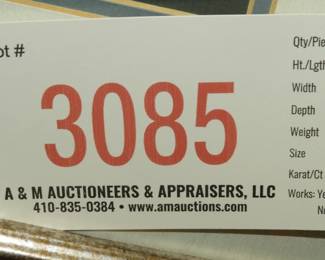 ot #
3085
A & M AUCTIONEERS & APPRAISERS, LLC
410-835-0384 • www.amauctions.com
Qty/Pie
Ht./Lgth
Width
Depth
Weight
Size
Karat/Ct
Works: Ye
N